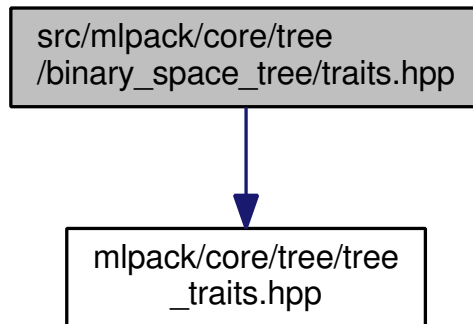 src/mlpack/core/tree
/binary_space_tree/traits.hpp
mlpack/core/tree/tree
_traits.hpp